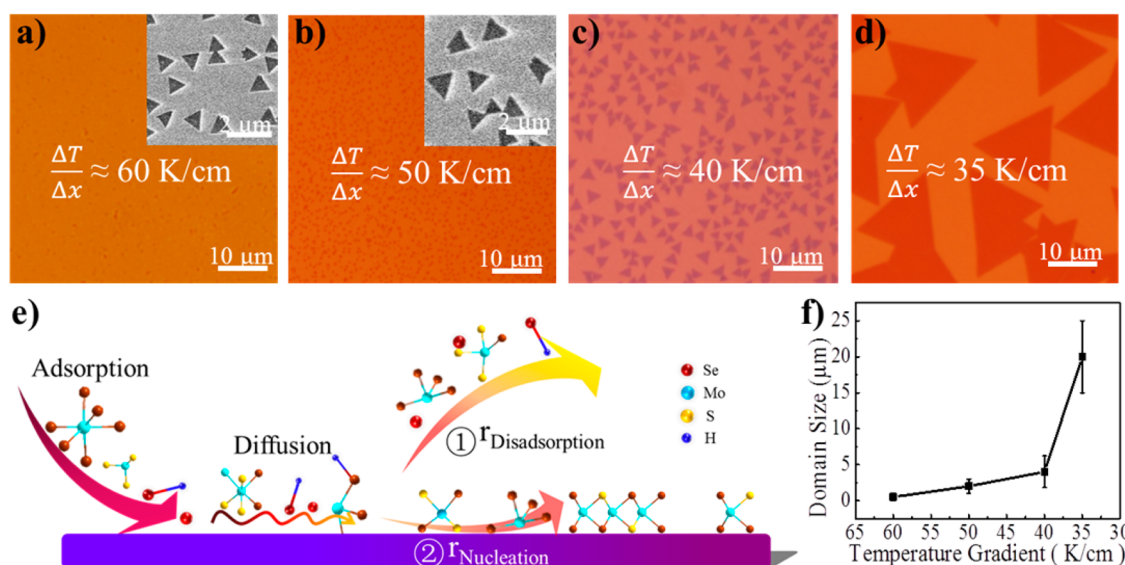 a)
2 μm
ΔT/Δx ≈ 60 K/cm
10 μm
b)
2 μm
ΔT/Δx ≈ 50 K/cm
10 μm
c)
ΔT/Δx ≈ 40 K/cm
10 μm
d)
ΔT/Δx ≈ 35 K/cm
10 μm
e)
Adsorption
Diffusion
① rDisadsorption
② rNucleation
Se
Mo
S
H
f)
Domain Size (μm)
25
20
15
10
5
0
65 60 55 50 45 40 35 30
Temperature Gradient ( K/cm)